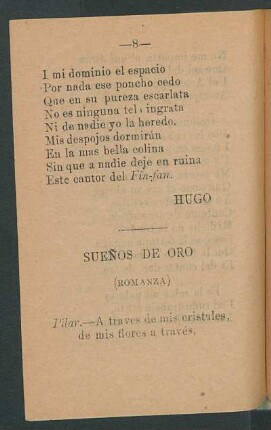 —8—
I mi dominio el espacio
Por nada ese poncho cedo
Que en su pureza escarlata
No es ninguna tela ingrata
Ni de nadie yo la heredo.
Mis despojos dormirán
En la mas bella colina
Sin que a nadie deje en ruina
Este cantor del Fin-fan.
HUGO
SUEÑOS DE ORO
(ROMANZA)
Pilar.—A traves de mis cristales,
de mis flores a través,